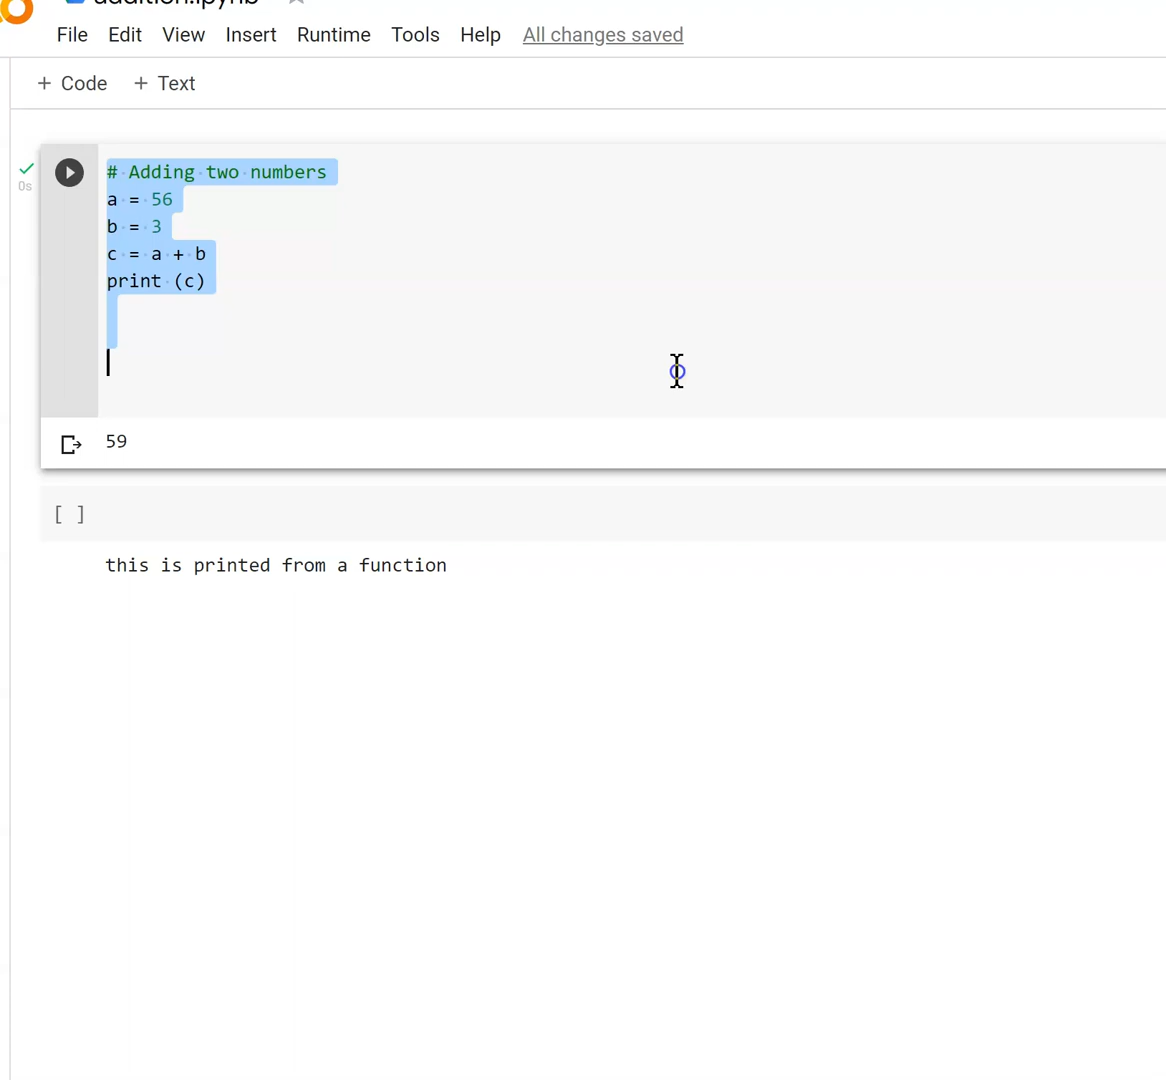 addition.ipynb
File Edit View Insert Runtime Tools Help All changes saved
+ Code + Text
# Adding two numbers
0s
a = 56
b = 3
c = a + b
print (c)
59
[ ]
this is printed from a function